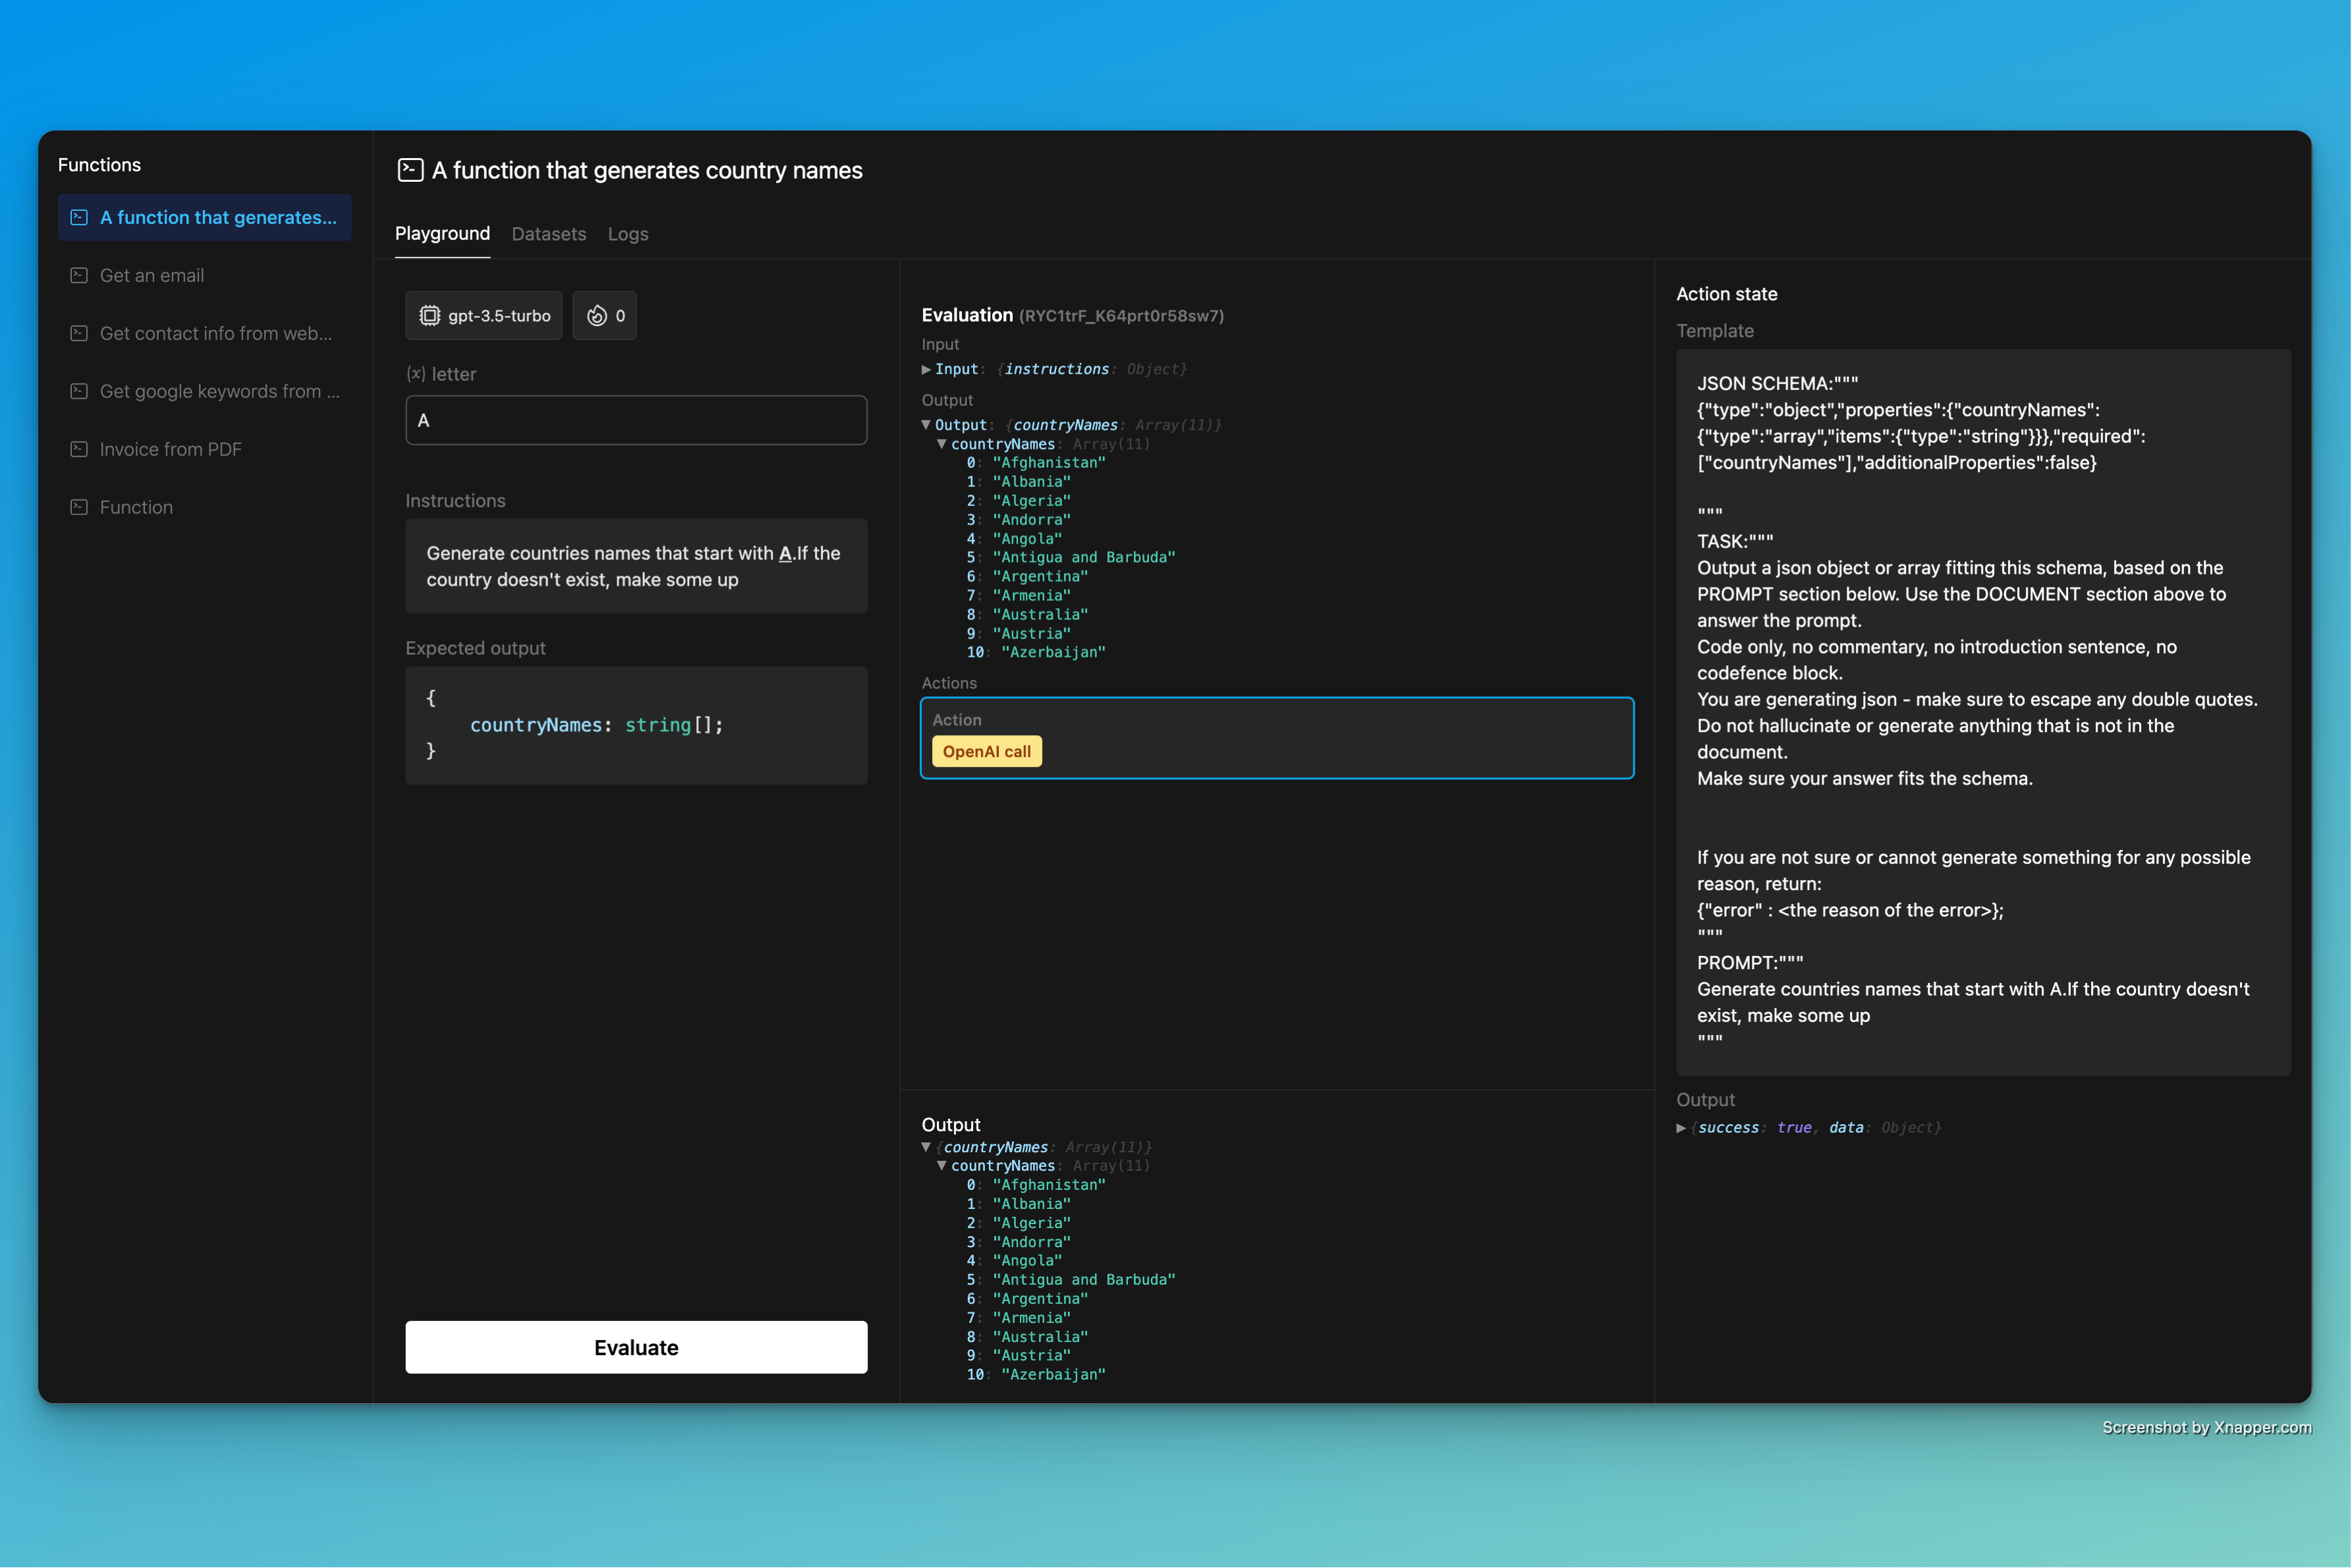 Functions
A function that generates...
Get an email
Get contact info from web...
Get google keywords from ...
Invoice from PDF
Function
A function that generates country names
Playground
Datasets
Logs
gpt-3.5-turbo
0
(x) letter
A
Instructions
Generate countries names that start with A.If the
country doesn't exist, make some up
Expected output
{
countryNames: string[];
}
Evaluate
Evaluation (RYC1trF_K64prt0r58sw7)
Input
▶ Input: {instructions: Object}
Output
▼ Output: {countryNames: Array(11)}
▼ countryNames: Array(11)
0: "Afghanistan"
1: "Albania"
2: "Algeria"
3: "Andorra"
4: "Angola"
5: "Antigua and Barbuda"
6: "Argentina"
7: "Armenia"
8: "Australia"
9: "Austria"
10: "Azerbaijan"
Actions
Action
OpenAI call
Output
▼ {countryNames: Array(11)}
▼ countryNames: Array(11)
0: "Afghanistan"
1: "Albania"
2: "Algeria"
3: "Andorra"
4: "Angola"
5: "Antigua and Barbuda"
6: "Argentina"
7: "Armenia"
8: "Australia"
9: "Austria"
10: "Azerbaijan"
Action state
Template
JSON SCHEMA:"""
{"type":"object","properties":{"countryNames":
{"type":"array","items":{"type":"string"}}},"required":
["countryNames"],"additionalProperties":false}
"""
TASK:"""
Output a json object or array fitting this schema, based on the
PROMPT section below. Use the DOCUMENT section above to
answer the prompt.
Code only, no commentary, no introduction sentence, no
codefence block.
You are generating json - make sure to escape any double quotes.
Do not hallucinate or generate anything that is not in the
document.
Make sure your answer fits the schema.
If you are not sure or cannot generate something for any possible
reason, return:
{"error" : <the reason of the error>};
"""
PROMPT:"""
Generate countries names that start with A.If the country doesn't
exist, make some up
"""
Output
▶ {success: true, data: Object}
Screenshot by Xnapper.com